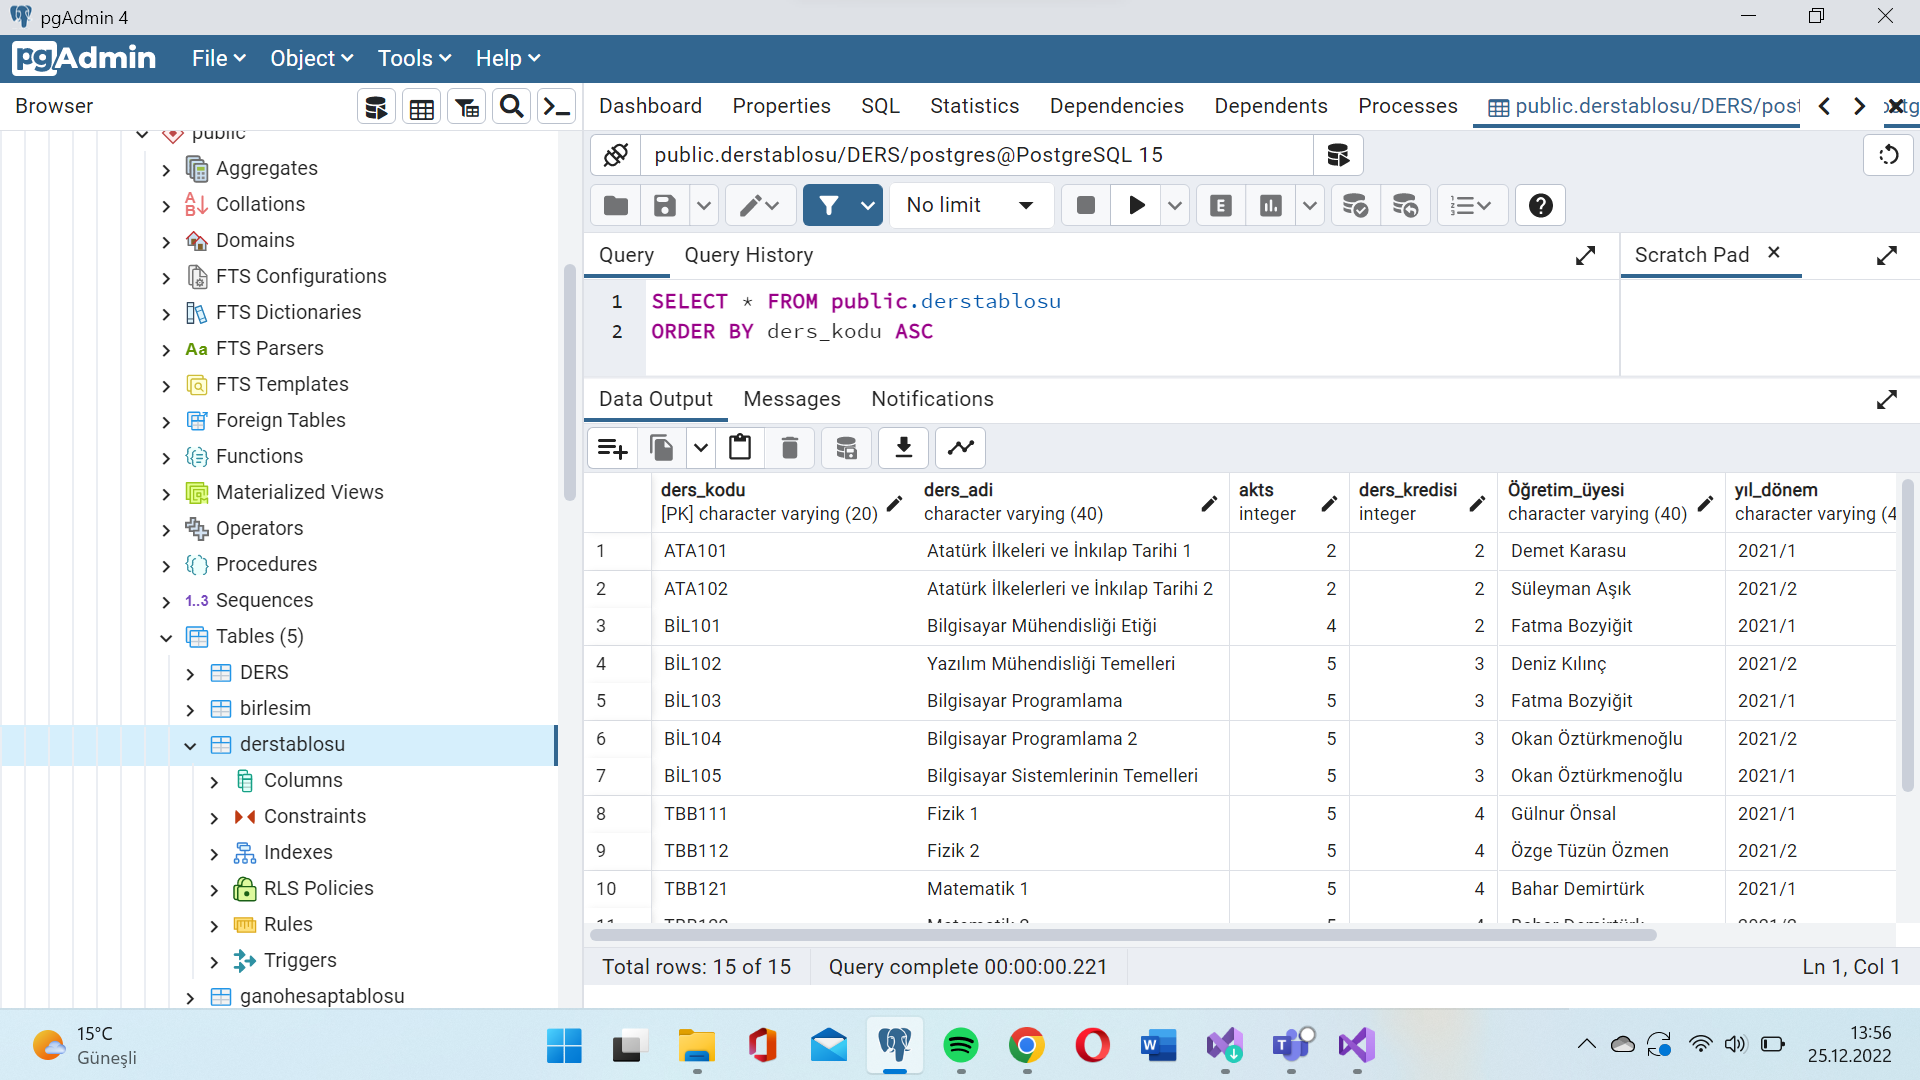 pgAdmin 4
pgAdmin File Object Tools Help
Browser
Dashboard Properties SQL Statistics Dependencies Dependents Processes public.derstablosu/DERS/post
public.derstablosu/DERS/postgres@PostgreSQL 15
No limit
Query Query History
Scratch Pad
1 SELECT * FROM public.derstablosu
2 ORDER BY ders_kodu ASC
Data Output Messages Notifications
ders_kodu ders_adi akts ders_kredisi Öğretim_üyesi yıl_dönem
[PK] character varying (20) character varying (40) integer integer character varying (40) character varying (4
1 ATA101 Atatürk İlkeleri ve İnkılap Tarihi 1 2 2 Demet Karasu 2021/1
2 ATA102 Atatürk İlkelerleri ve İnkılap Tarihi 2 2 2 Süleyman Aşık 2021/2
3 BİL101 Bilgisayar Mühendisliği Etiği 4 2 Fatma Bozyiğit 2021/1
4 BİL102 Yazılım Mühendisliği Temelleri 5 3 Deniz Kılınç 2021/2
5 BİL103 Bilgisayar Programlama 5 3 Fatma Bozyiğit 2021/1
6 BİL104 Bilgisayar Programlama 2 5 3 Okan Öztürkmenoğlu 2021/2
7 BİL105 Bilgisayar Sistemlerinin Temelleri 5 3 Okan Öztürkmenoğlu 2021/1
8 TBB111 Fizik 1 5 4 Gülnur Önsal 2021/1
9 TBB112 Fizik 2 5 4 Özge Tüzün Özmen 2021/2
10 TBB121 Matematik 1 5 4 Bahar Demirtürk 2021/1
Total rows: 15 of 15 Query complete 00:00:00.221 Ln 1, Col 1
public
Aggregates
Collations
Domains
FTS Configurations
FTS Dictionaries
Aa FTS Parsers
FTS Templates
Foreign Tables
Functions
Materialized Views
Operators
Procedures
1..3 Sequences
Tables (5)
DERS
birlesim
derstablosu
Columns
Constraints
Indexes
RLS Policies
Rules
Triggers
ganohesaptablosu
15°C
Güneşli
13:56
25.12.2022